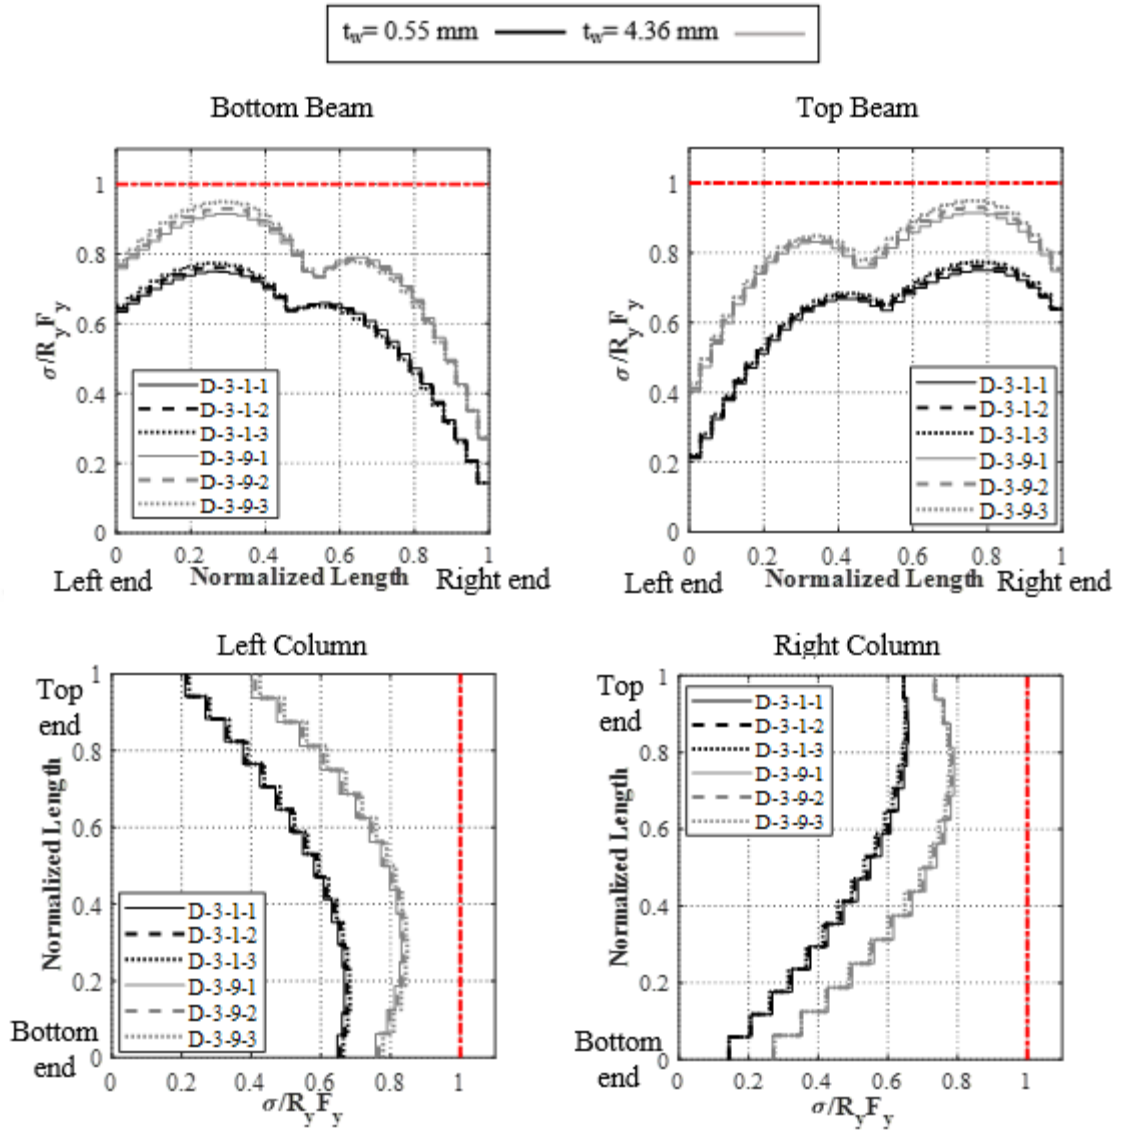 t_w= 0.55 mm t_w= 4.36 mm
Bottom Beam
1
0.8
0.6
0.4
0.2
0
σ/R_yF_y
D-3-1-1
D-3-1-2
D-3-1-3
D-3-9-1
D-3-9-2
D-3-9-3
0 0.2 0.4 0.6 0.8 1
Left end Normalized Length Right end
Top Beam
1
0.8
0.6
0.4
0.2
0
σ/R_yF_y
D-3-1-1
D-3-1-2
D-3-1-3
D-3-9-1
D-3-9-2
D-3-9-3
0 0.2 0.4 0.6 0.8 1
Left end Normalized Length Right end
Left Column
Top
end
1
0.8
0.6
0.4
0.2
0
Normalized Length
Bottom
end
D-3-1-1
D-3-1-2
D-3-1-3
D-3-9-1
D-3-9-2
D-3-9-3
0 0.2 0.4 0.6 0.8 1
σ/R_yF_y
Right Column
Top
end
1
0.8
0.6
0.4
0.2
0
Normalized Length
Bottom
end
D-3-1-1
D-3-1-2
D-3-1-3
D-3-9-1
D-3-9-2
D-3-9-3
0 0.2 0.4 0.6 0.8 1
σ/R_yF_y